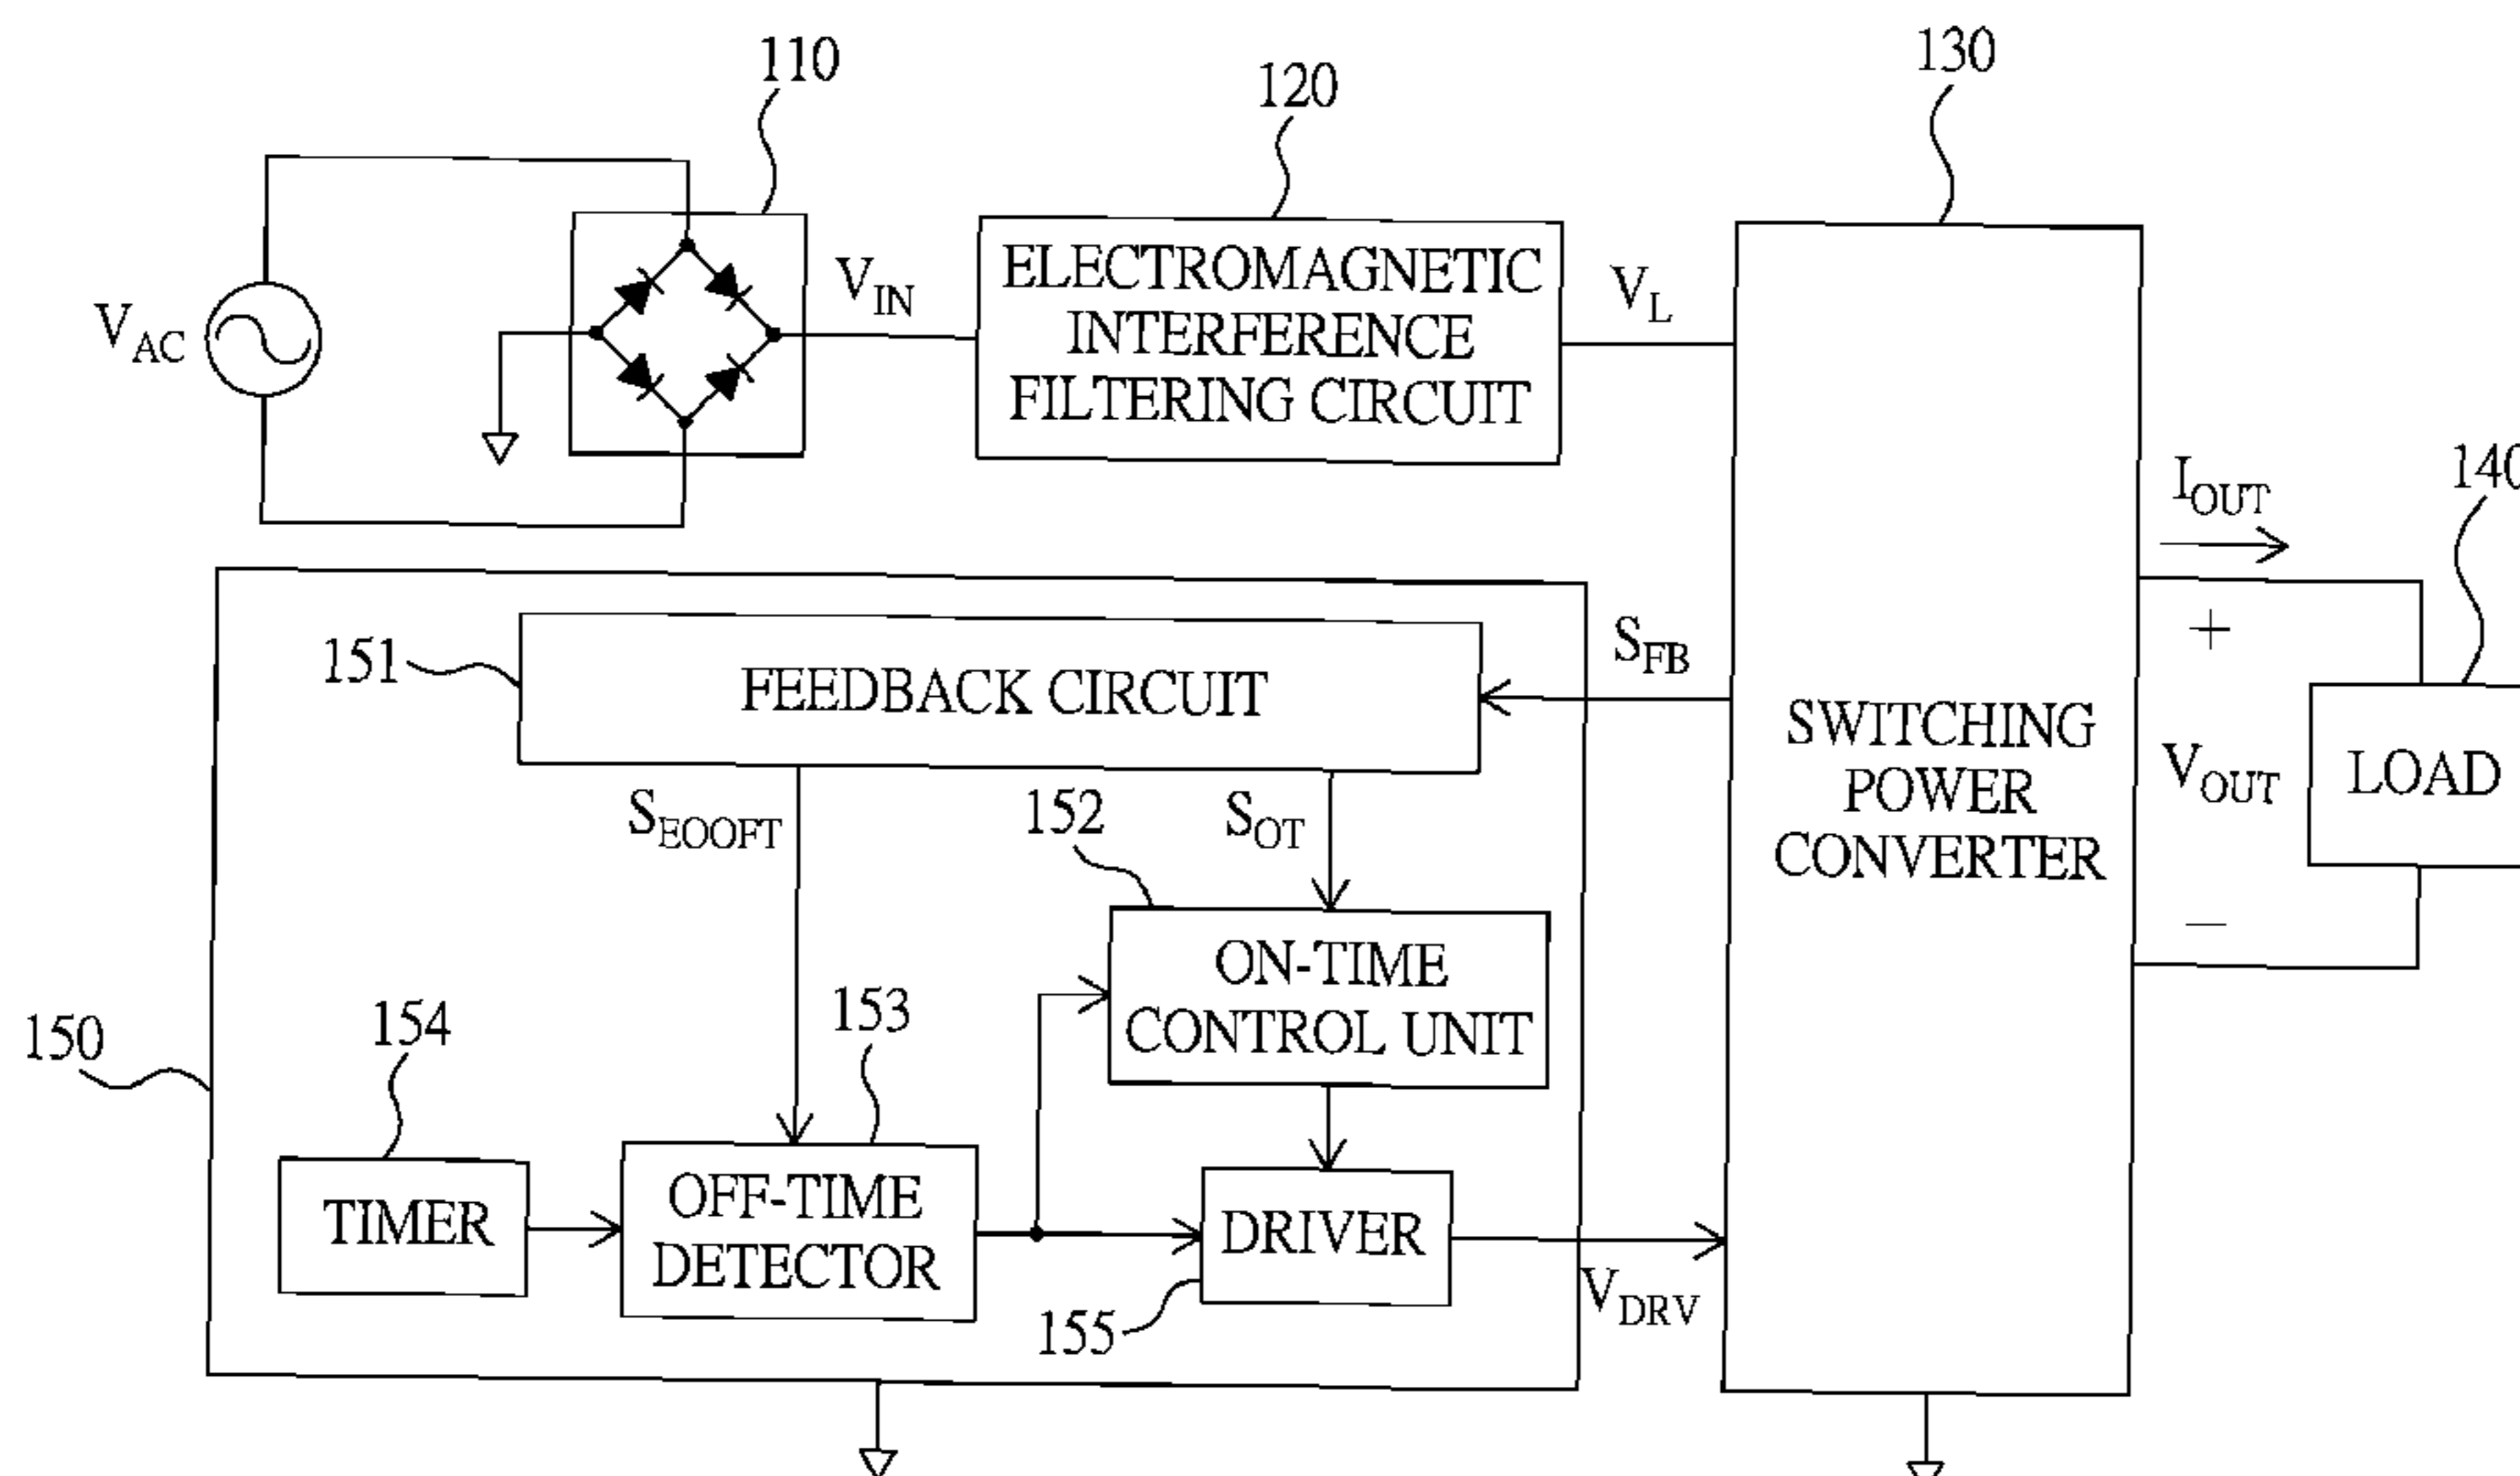 110
120
130
V_AC
V_IN
ELECTROMAGNETIC
INTERFERENCE
FILTERING CIRCUIT
V_L
I_OUT
140
151
FEEDBACK CIRCUIT
S_FB
+
SWITCHING
POWER
CONVERTER
V_OUT
LOAD
S_EOOFT
152
S_OT
−
ON-TIME
CONTROL UNIT
150
154
153
TIMER
OFF-TIME
DETECTOR
DRIVER
155
V_DRV